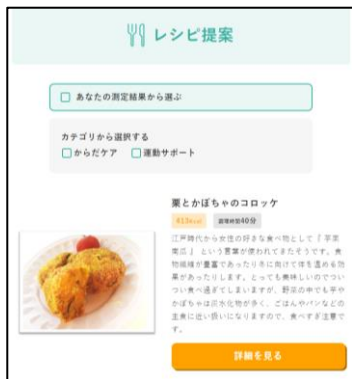 レシピ提案
あなたの測定結果から選ぶ
カテゴリから選択する
からだケア 運動サポート
栗とかぼちゃのコロッケ
413kcal 調理時間40分
江戸時代から女性の好きな食べ物として『芋栗
南瓜』という言葉が使われてきたそうです。食
物繊維が豊富であったり冬に向けて体を温める効
果があったりします。とっても美味しいのでつい
つい食べ過ぎてしまいますが、野菜の中でも芋や
かぼちゃは炭水化物が多く、ごはんやパンなどの
主食に近い扱いになりますので、食べすぎ注意で
す。
詳細を見る